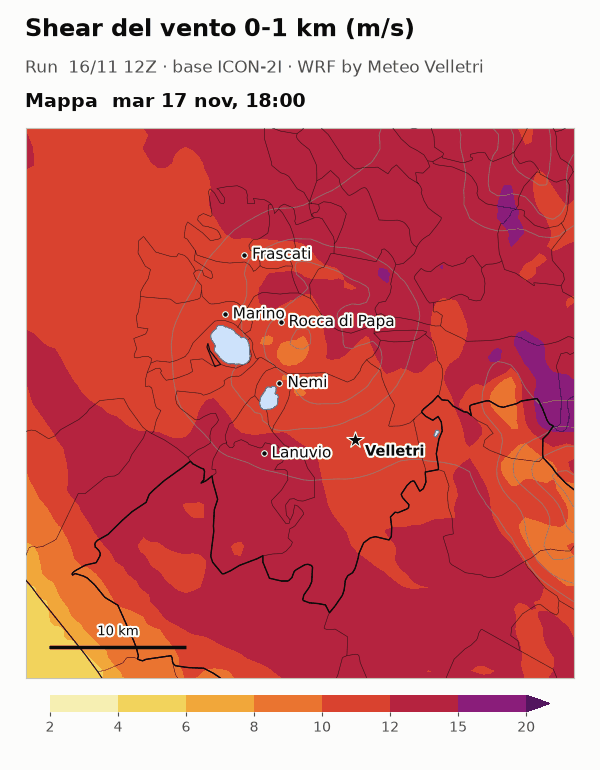 Shear del vento 0-1 km (m/s)
Run  16/11 12Z · base ICON-2I · WRF by Meteo Velletri
Mappa  mar 17 nov, 18:00
Frascati
Marino
Rocca di Papa
Nemi
Velletri
Lanuvio
10 km
2 4 6 8 10 12 15 20